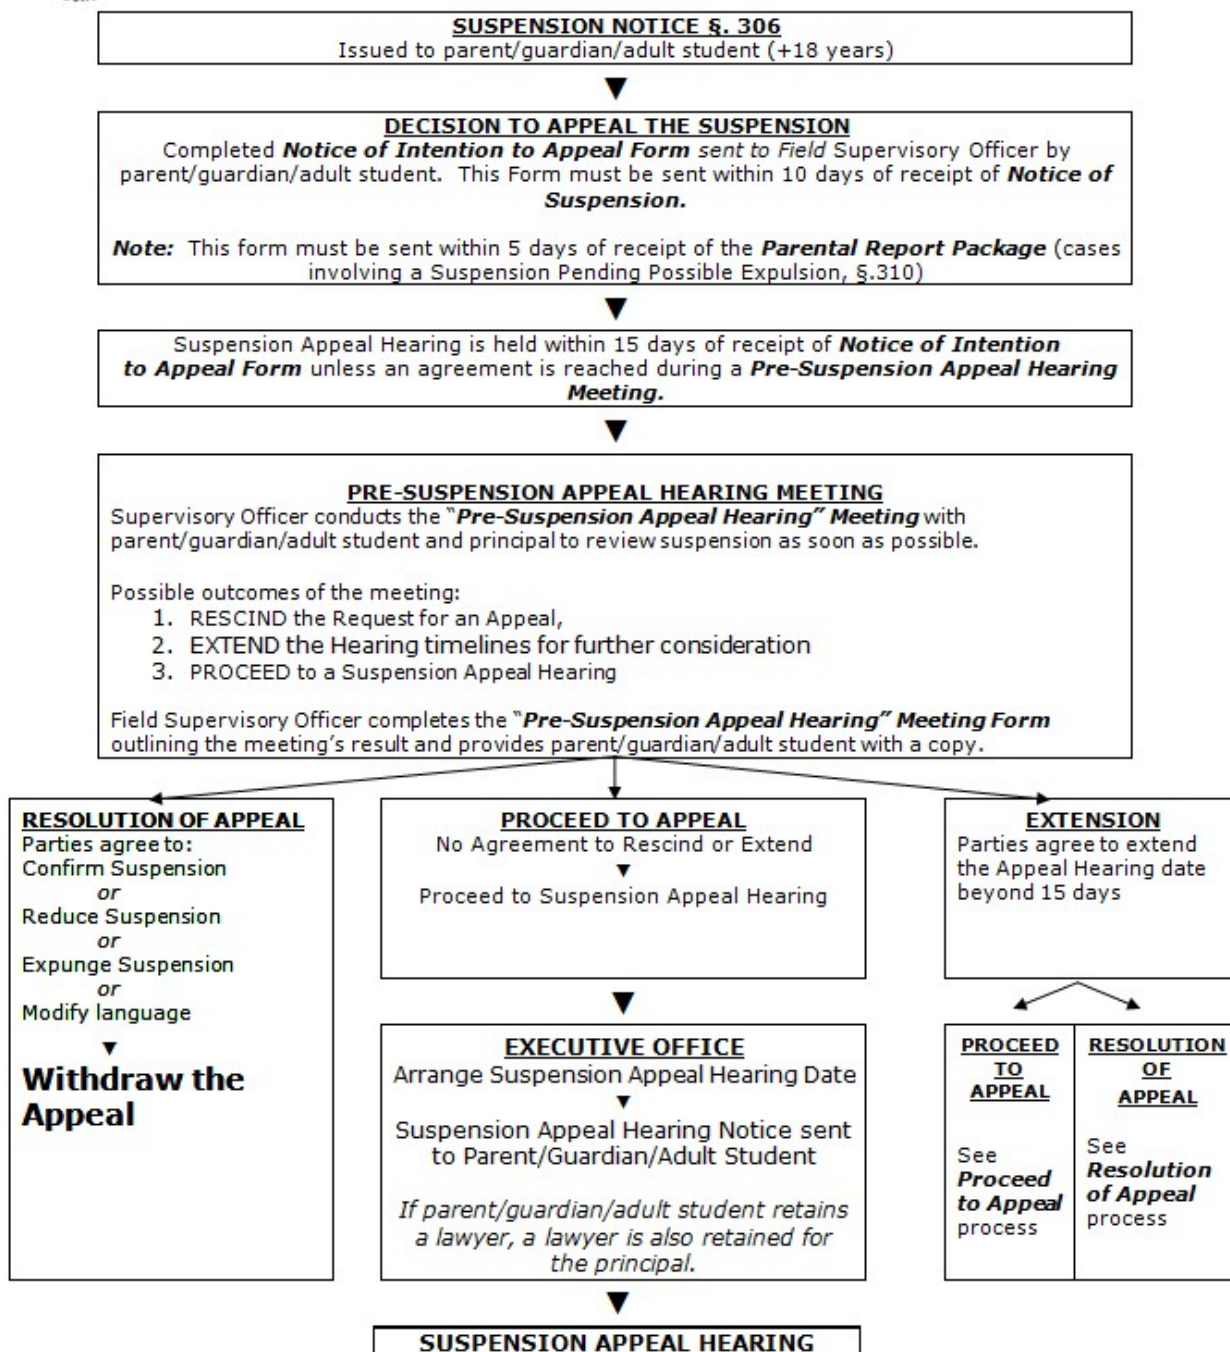 SUSPENSION NOTICE §. 306
Issued to parent/guardian/adult student (+18 years)
▼
DECISION TO APPEAL THE SUSPENSION
Completed Notice of Intention to Appeal Form sent to Field Supervisory Officer by
parent/guardian/adult student. This Form must be sent within 10 days of receipt of Notice of
Suspension.
Note: This form must be sent within 5 days of receipt of the Parental Report Package (cases
involving a Suspension Pending Possible Expulsion, §.310)
▼
Suspension Appeal Hearing is held within 15 days of receipt of Notice of Intention
to Appeal Form unless an agreement is reached during a Pre-Suspension Appeal Hearing
Meeting.
▼
PRE-SUSPENSION APPEAL HEARING MEETING
Supervisory Officer conducts the “Pre-Suspension Appeal Hearing” Meeting with
parent/guardian/adult student and principal to review suspension as soon as possible.
Possible outcomes of the meeting:
1. RESCIND the Request for an Appeal,
2. EXTEND the Hearing timelines for further consideration
3. PROCEED to a Suspension Appeal Hearing
Field Supervisory Officer completes the “Pre-Suspension Appeal Hearing” Meeting Form
outlining the meeting’s result and provides parent/guardian/adult student with a copy.
RESOLUTION OF APPEAL
Parties agree to:
Confirm Suspension
or
Reduce Suspension
or
Expunge Suspension
or
Modify language
▼
Withdraw the
Appeal
PROCEED TO APPEAL
No Agreement to Rescind or Extend
▼
Proceed to Suspension Appeal Hearing
▼
EXECUTIVE OFFICE
Arrange Suspension Appeal Hearing Date
▼
Suspension Appeal Hearing Notice sent
to Parent/Guardian/Adult Student
If parent/guardian/adult student retains
a lawyer, a lawyer is also retained for
the principal.
▼
SUSPENSION APPEAL HEARING
EXTENSION
Parties agree to extend
the Appeal Hearing date
beyond 15 days
PROCEED
TO
APPEAL
See
Proceed
to Appeal
process
RESOLUTION
OF
APPEAL
See
Resolution
of Appeal
process